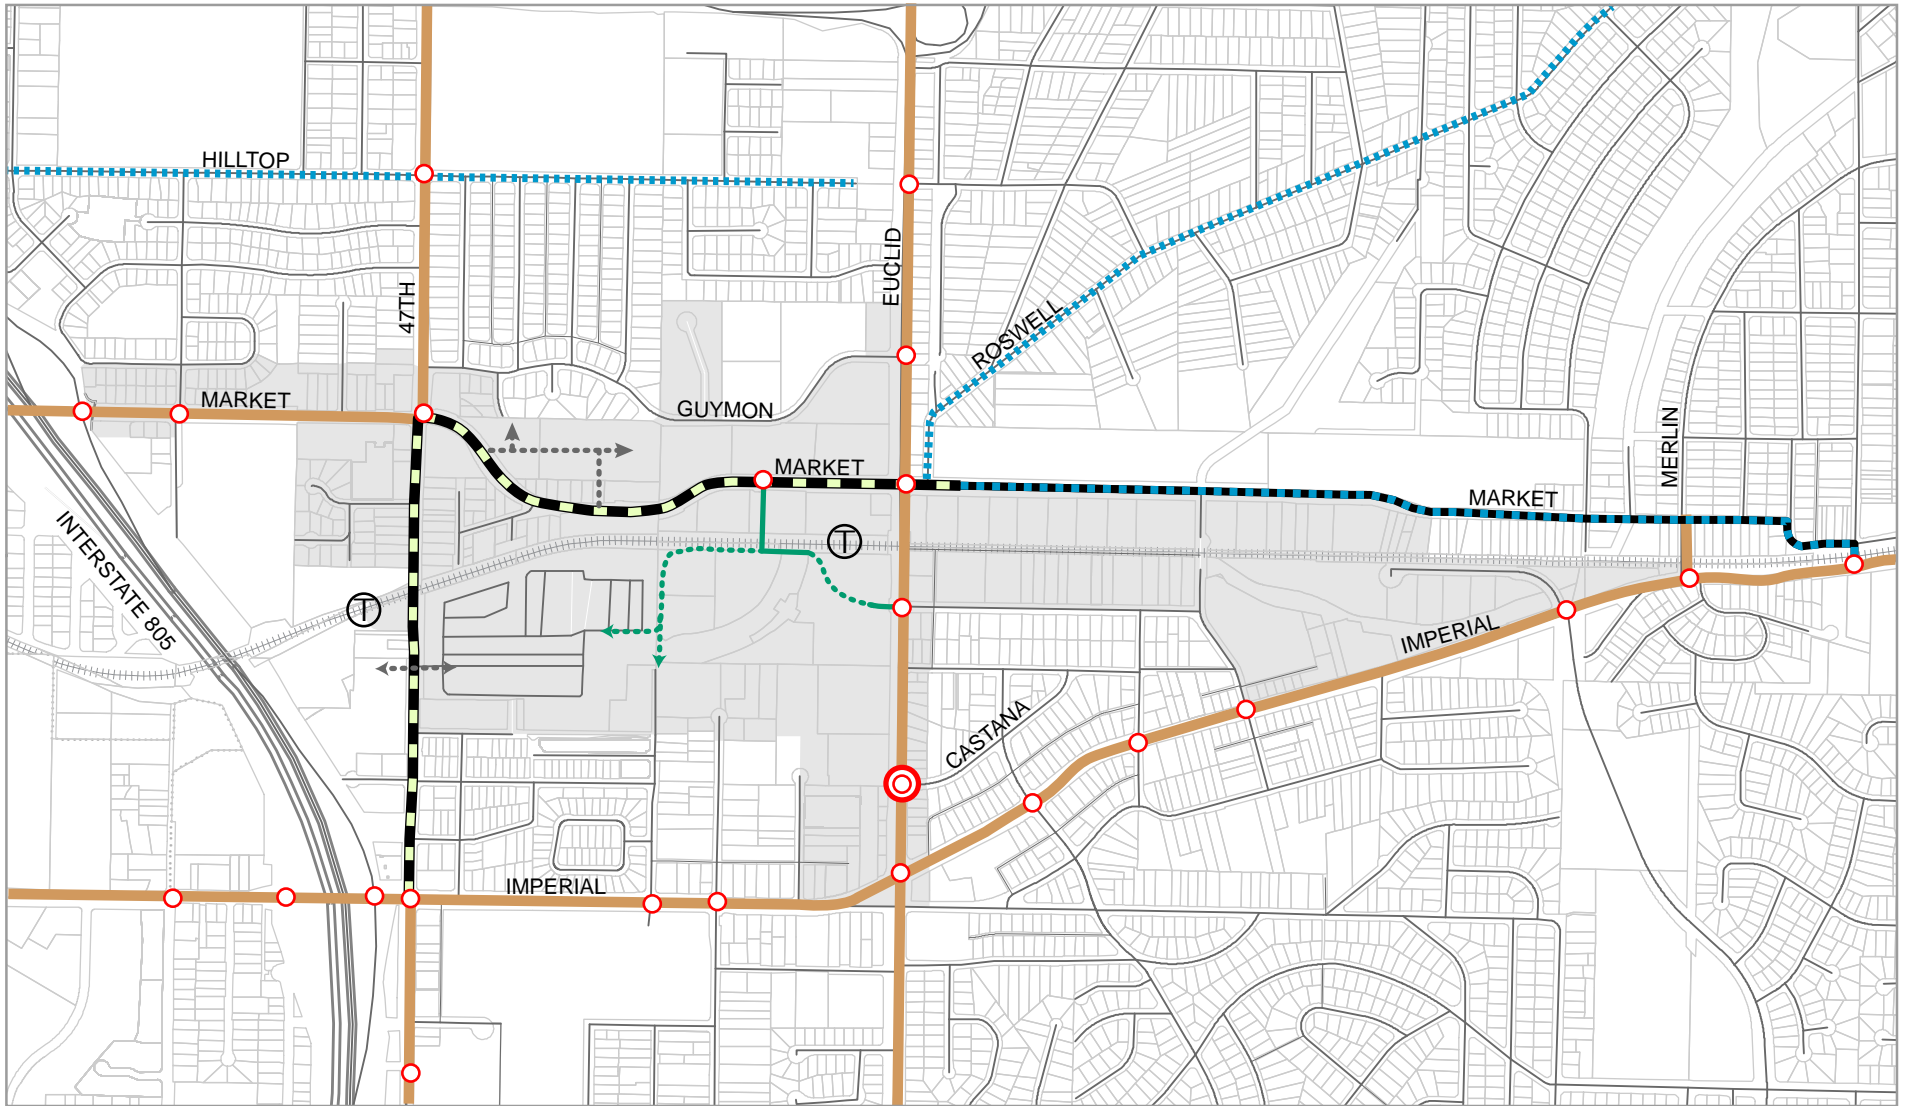 HILLTOP
EUCLID
47TH
ROSWELL
MARKET
GUYMON
MERLIN
MARKET
MARKET
T
INTERSTATE 805
T
IMPERIAL
CASTANA
IMPERIAL